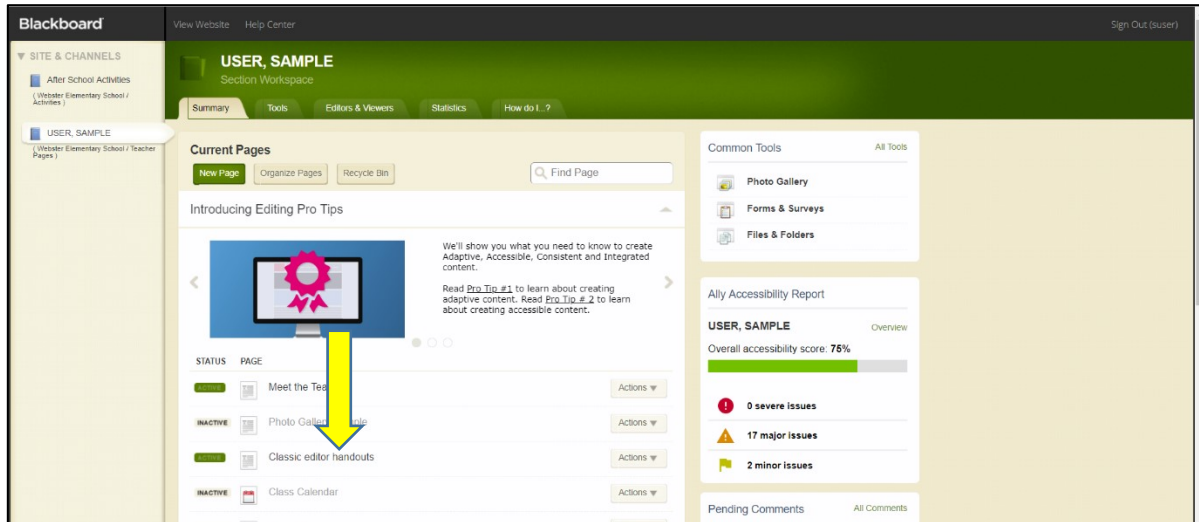 Blackboard
View Website Help Center
Sign Out (suser)
SITE & CHANNELS
After School Activities
( Webster Elementary School /
Activities )
USER, SAMPLE
( Webster Elementary School / Teacher
Pages )
USER, SAMPLE
Section Workspace
Summary Tools Editors & Viewers Statistics How do I...?
Current Pages
New Page Organize Pages Recycle Bin Find Page
Introducing Editing Pro Tips
We'll show you what you need to know to create
Adaptive, Accessible, Consistent and Integrated
content.
Read Pro Tip #1 to learn about creating
adaptive content. Read Pro Tip # 2 to learn
about creating accessible content.
STATUS PAGE
ACTIVE Meet the Actions
INACTIVE Photo Actions
ACTIVE Classic editor handouts Actions
INACTIVE Class Calendar Actions
Common Tools All Tools
Photo Gallery
Forms & Surveys
Files & Folders
Ally Accessibility Report
USER, SAMPLE Overview
Overall accessibility score: 75%
0 severe issues
17 major issues
2 minor issues
Pending Comments All Comments